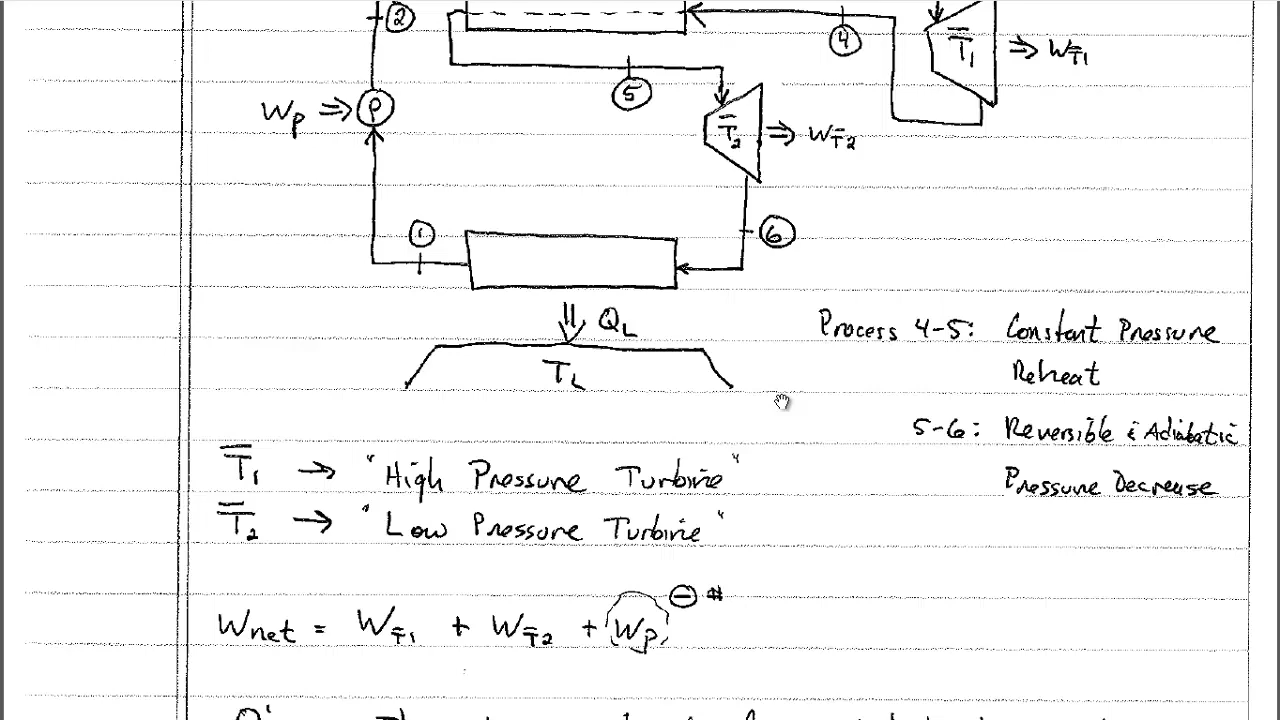 2
4
T1
⇒ WT1
5
Wp ⇒ P
T2
⇒ WT2
1
6
QL
TL
Process 4-5: Constant Pressure
Reheat
5-6: Reversible & Adiabatic
Pressure Decrease
T1 → "High Pressure Turbine"
T2 → "Low Pressure Turbine"
Wnet = WT1 + WT2 + Wp ⊖ #